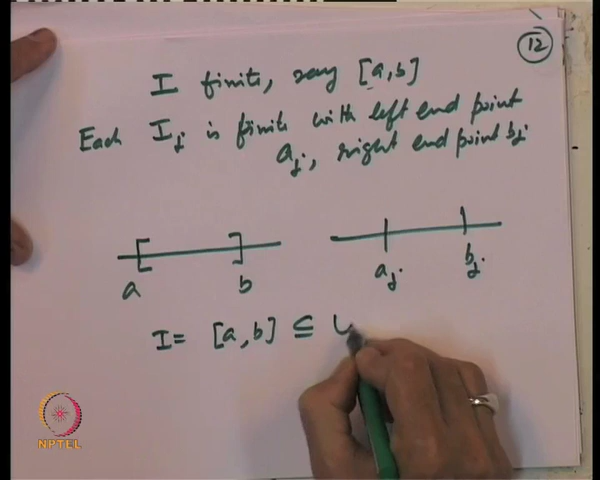 12
I finite, say [a,b]
Each I_j is finite with left end point
a_j, right end point b_j
a b a_j b_j
I = [a,b] ⊆ U
NPTEL